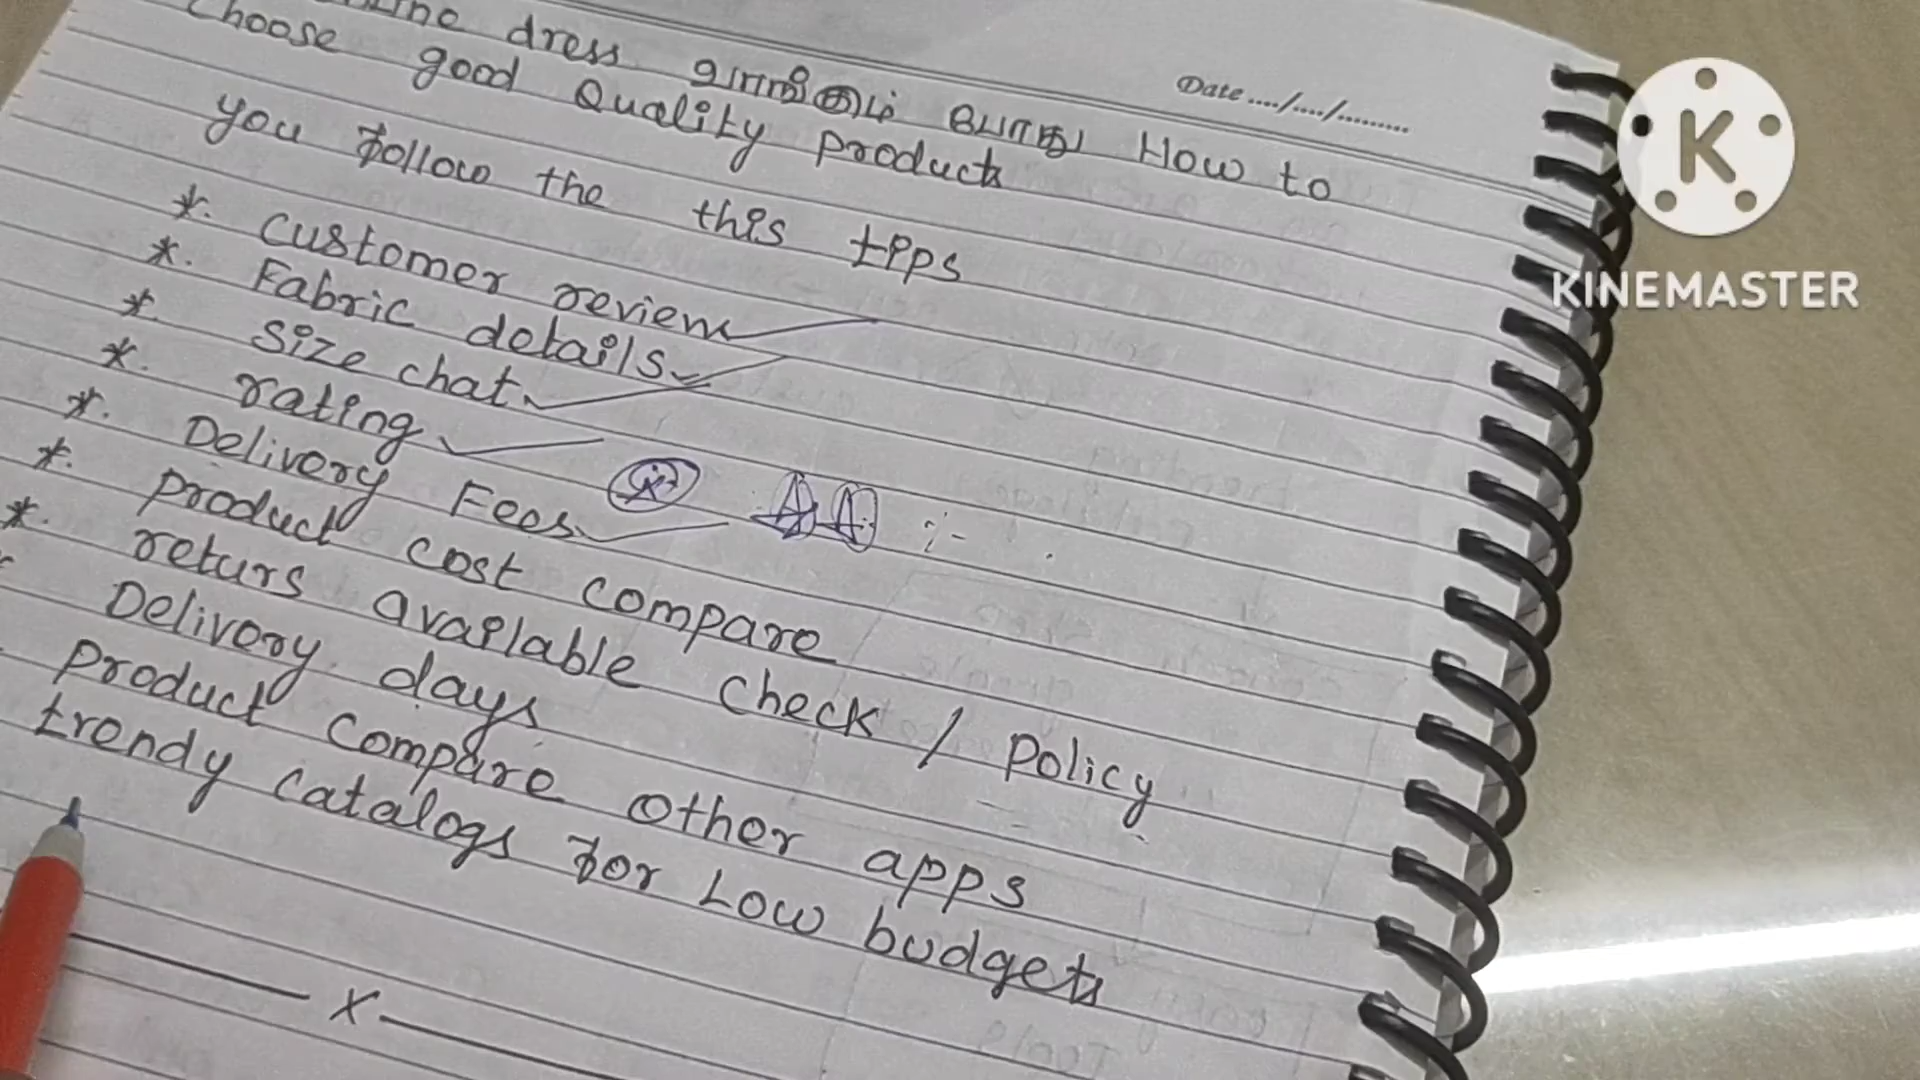 dress வாங்கும் போது How to
Choose good Quality products
you follow the this tips
*. customer review
*. Fabric details
*. size chat.
*. rating
*. Delivery Fees
*. product cost compare
*. returs available check / policy
Delivery days
product compare other apps
trendy catalogs for Low budgets
X
Date ..../..../.........
K
KINEMASTER